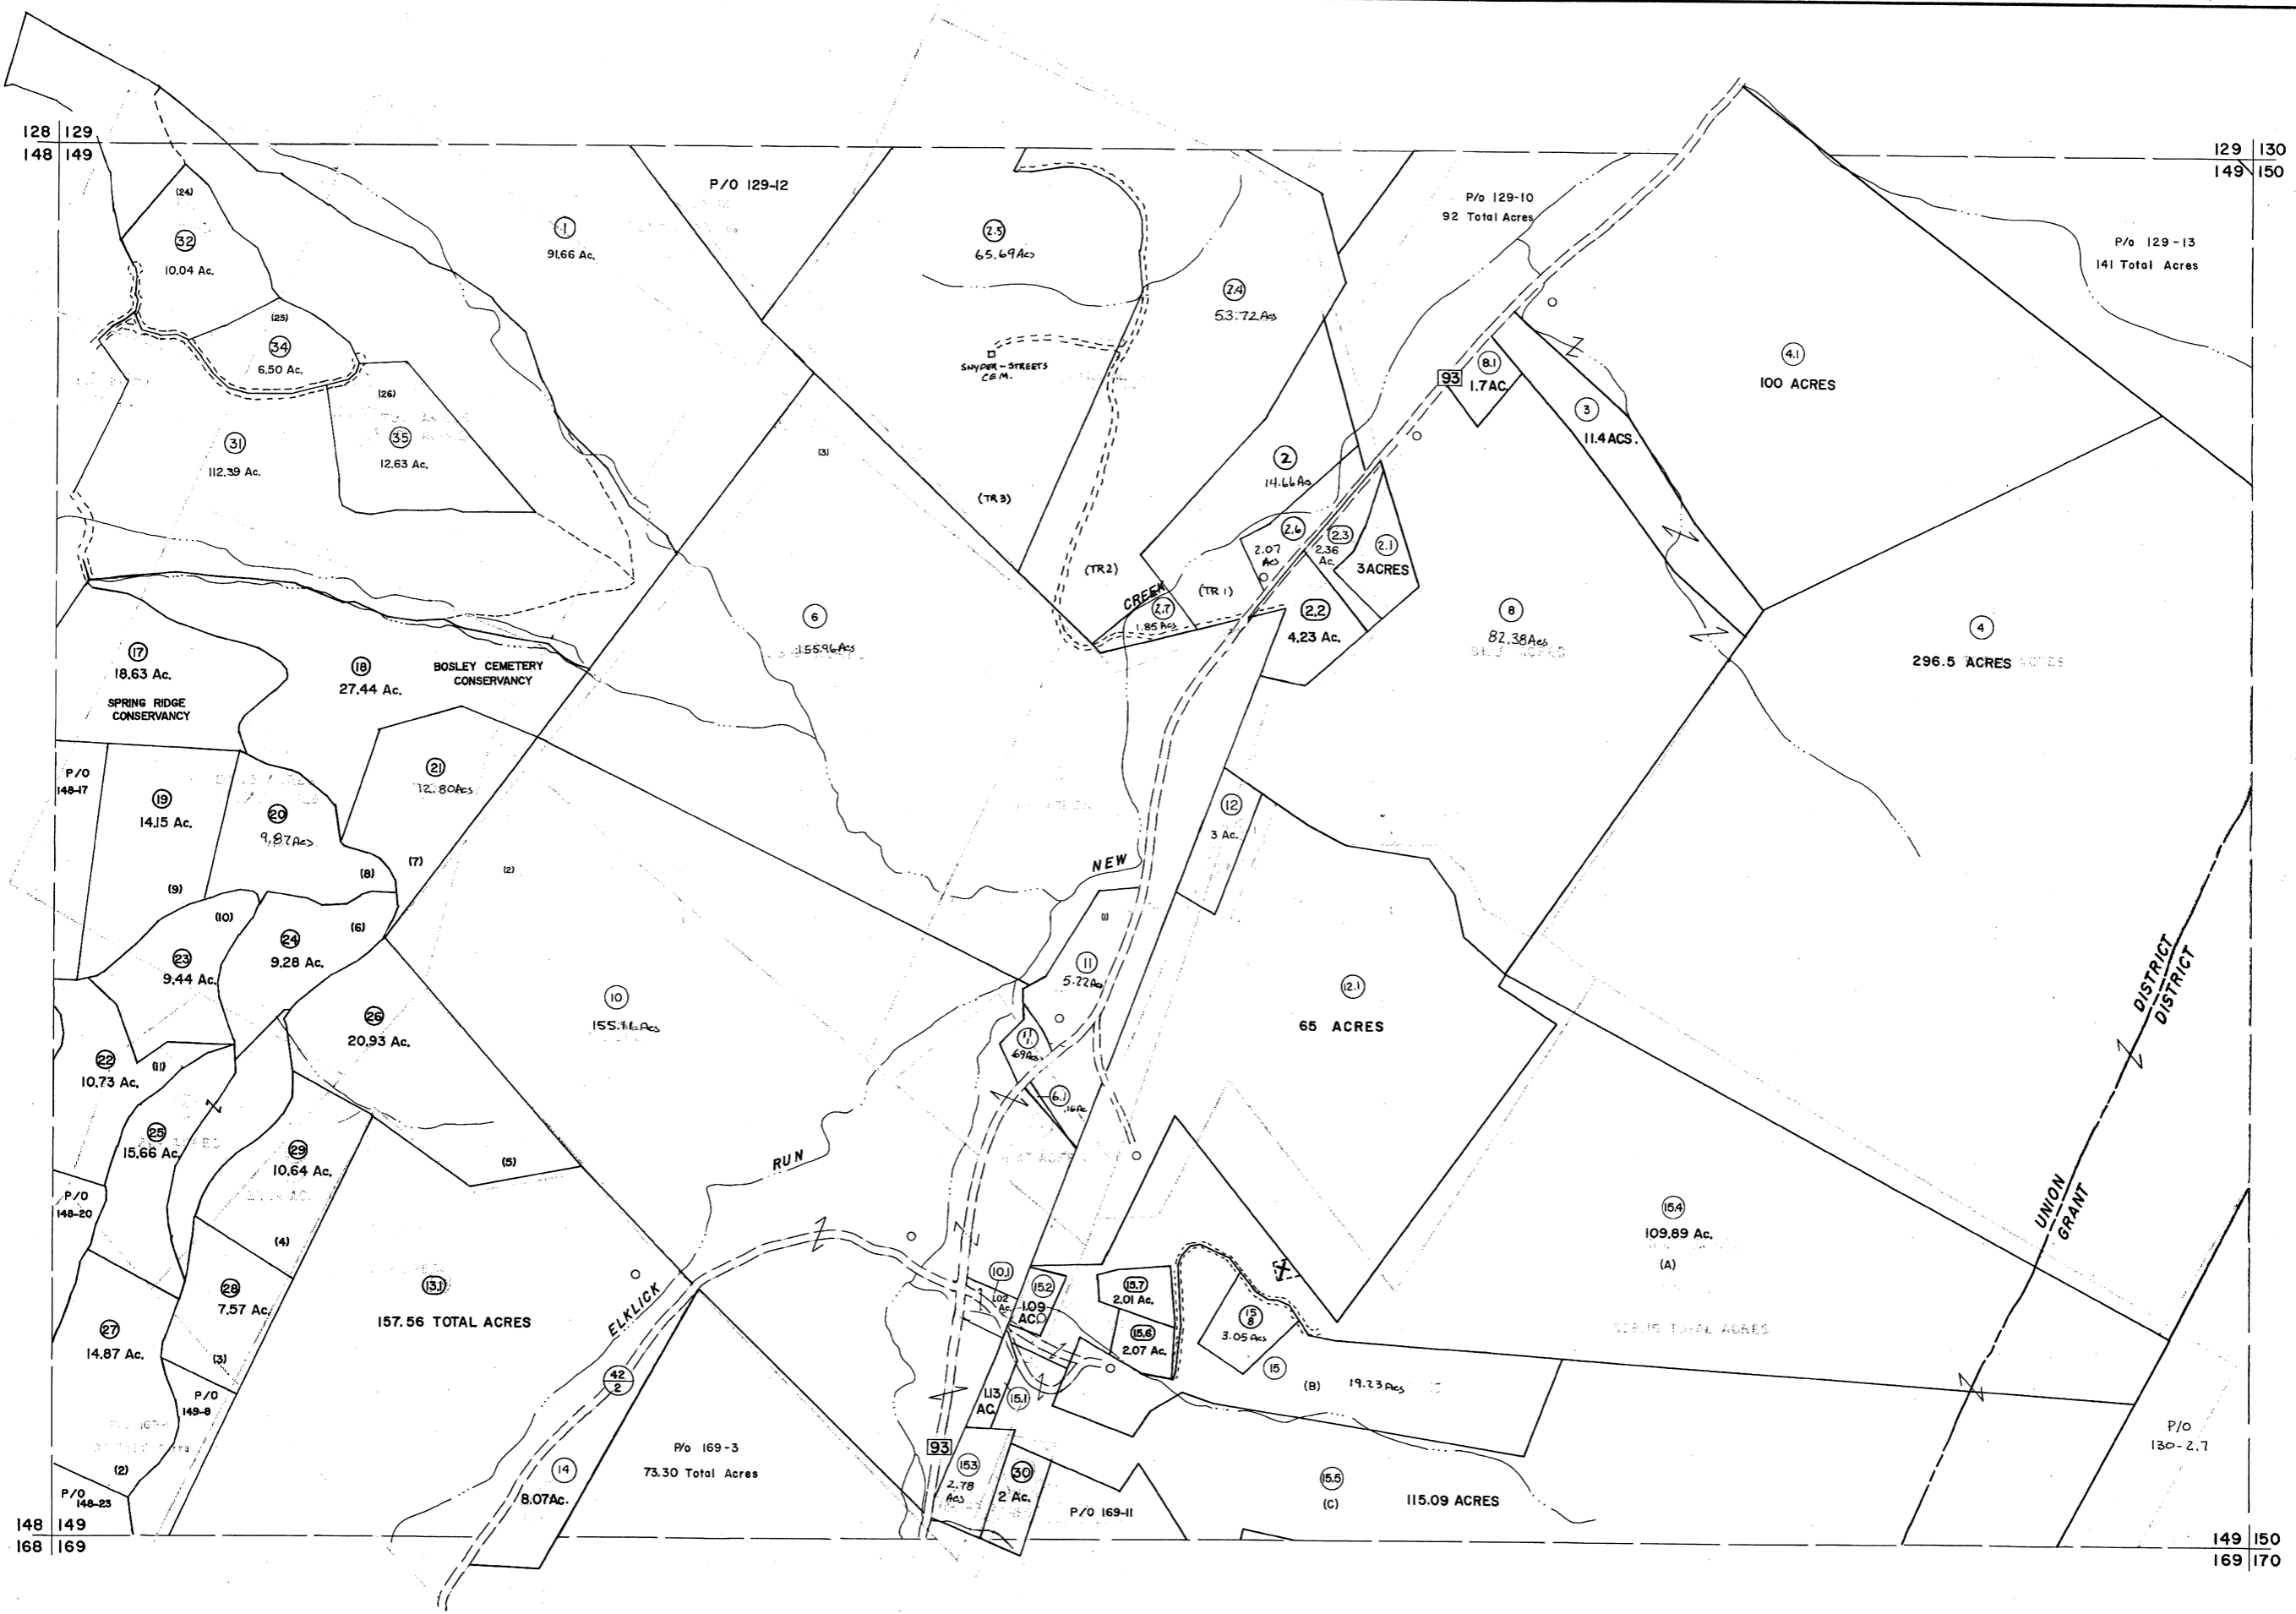 128 129
148 149
129 130
149 150
(24)
32
10.04 Ac.
(25)
34
6.50 Ac.
(26)
35
12.63 Ac.
31
112.39 Ac.
1
91.66 Ac.
P/O 129-12
2.5
65.69 Acs
SNYDER-STREETS
CEM.
(TR 3)
2.4
53.72 Acs
P/o 129-10
92 Total Acres
P/o 129-13
141 Total Acres
93
8.1
1.7 AC.
3
11.4 ACS.
4.1
100 ACRES
(3)
2
14.66 Acs
2.6
2.07
Acs
2.3
2.36
Ac.
2.1
3 ACRES
(TR 2)
(TR 1)
CREEK
2.7
1.85 Acs
2.2
4.23 Ac.
6
155.96 Acs
8
82.38 Acs
4
296.5 ACRES
17
18.63 Ac.
SPRING RIDGE
CONSERVANCY
18
27.44 Ac.
BOSLEY CEMETERY
CONSERVANCY
P/O
148-17
19
14.15 Ac.
20
9.87 Acs
21
12.80 Acs
(7)
(8)
(9)
(2)
12
3 Ac.
NEW
(10)
(6)
24
9.28 Ac.
23
9.44 Ac.
26
20.93 Ac.
10
(1)
11
5.22 Ac
12.1
65 ACRES
.69 Acs
6.1
.16 Ac
22
10.73 Ac.
(11)
25
15.66 Ac.
29
10.64 Ac.
(5)
RUN
DISTRICT
DISTRICT
UNION
GRANT
P/O
148-20
(4)
28
7.57 Ac.
27
14.87 Ac.
(3)
P/O
149-8
(2)
P/O
148-23
13.1
157.56 TOTAL ACRES
ELKLICK
42
2
10.1
1.02
Ac.
15.2
1.09
AC.
15.7
2.01 Ac.
15.6
2.07 Ac.
15
8
3.05 Acs
15.4
109.89 Ac.
(A)
15
(B)
19.23 Acs
1.13
AC.
15.1
93
14
8.07 Ac.
P/o 169-3
73.30 Total Acres
15.3
2.78
Acs
30
2 Ac.
P/O 169-11
15.5
(C)
115.09 ACRES
P/O
130-2.7
148 149
168 169
149 150
169 170